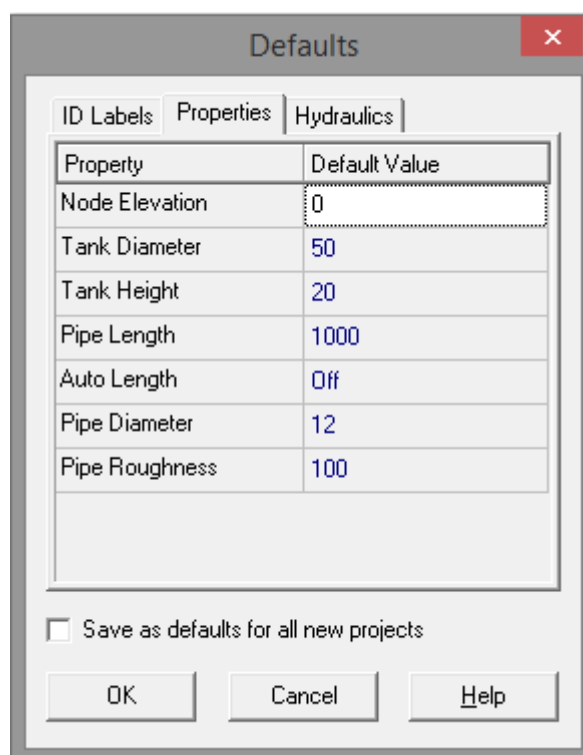 Defaults
ID Labels Properties Hydraulics
Property Default Value
Node Elevation 0
Tank Diameter 50
Tank Height 20
Pipe Length 1000
Auto Length Off
Pipe Diameter 12
Pipe Roughness 100
Save as defaults for all new projects
OK Cancel Help